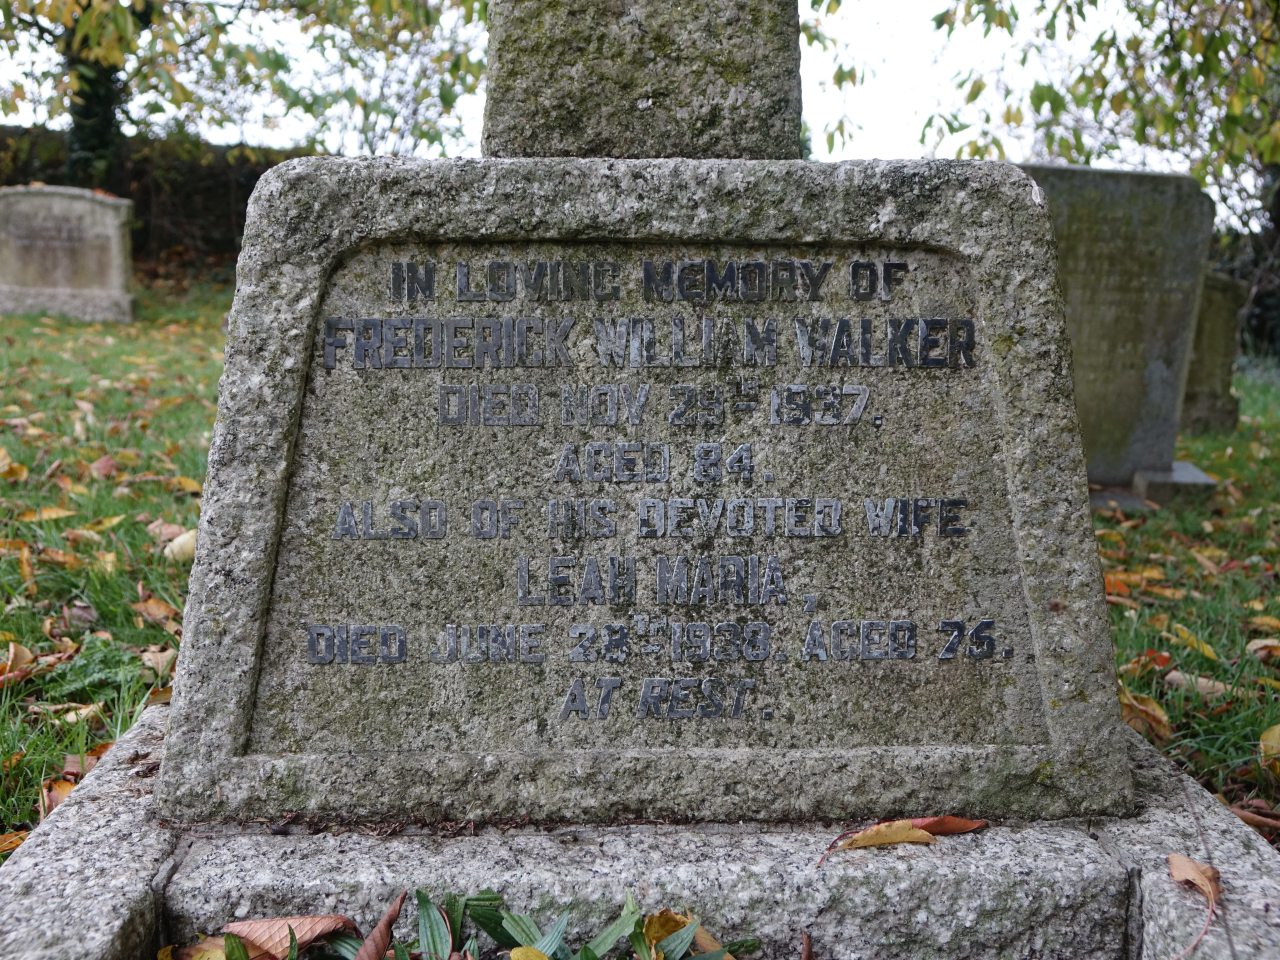 IN LOVING MEMORY OF
FREDERICK WILLIAM WALKER
DIED NOV 29TH 1937.
AGED 84.
ALSO OF HIS DEVOTED WIFE
LEAH MARIA,
DIED JUNE 28TH 1938. AGED 75.
AT REST.